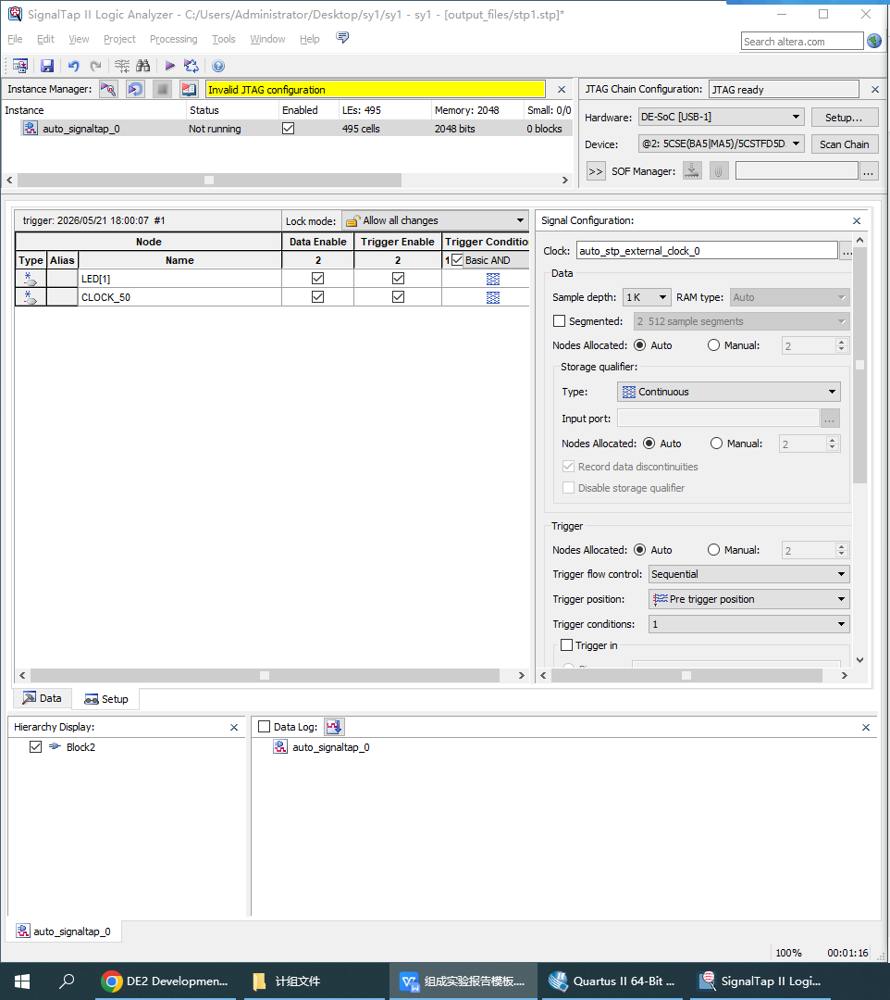 SignalTap II Logic Analyzer - C:/Users/Administrator/Desktop/sy1/sy1 - sy1 - [output_files/stp1.stp]*
File Edit View Project Processing Tools Window Help
Search altera.com
Instance Manager: Invalid JTAG configuration
JTAG Chain Configuration: JTAG ready
Instance Status Enabled LEs: 495 Memory: 2048 Small: 0/0
auto_signaltap_0 Not running 495 cells 2048 bits 0 blocks
Hardware: DE-SoC [USB-1] Setup...
Device: @2: 5CSE(BA5|MA5)/5CSTFD5D Scan Chain
>> SOF Manager: ...
trigger: 2026/05/21 18:00:07 #1
Lock mode: Allow all changes
Node Data Enable Trigger Enable Trigger Conditio
Type Alias Name 2 2 1 Basic AND
LED[1]
CLOCK_50
Signal Configuration:
Clock: auto_stp_external_clock_0 ...
Data
Sample depth: 1 K RAM type: Auto
Segmented: 2 512 sample segments
Nodes Allocated: Auto Manual: 2
Storage qualifier:
Type: Continuous
Input port: ...
Nodes Allocated: Auto Manual: 2
Record data discontinuities
Disable storage qualifier
Trigger
Nodes Allocated: Auto Manual: 2
Trigger flow control: Sequential
Trigger position: Pre trigger position
Trigger conditions: 1
Trigger in
Data Setup
Hierarchy Display:
Block2
Data Log:
auto_signaltap_0
auto_signaltap_0
100% 00:01:16
DE2 Developmen... 计组文件 组成实验报告模板.... Quartus II 64-Bit ... SignalTap II Logi...